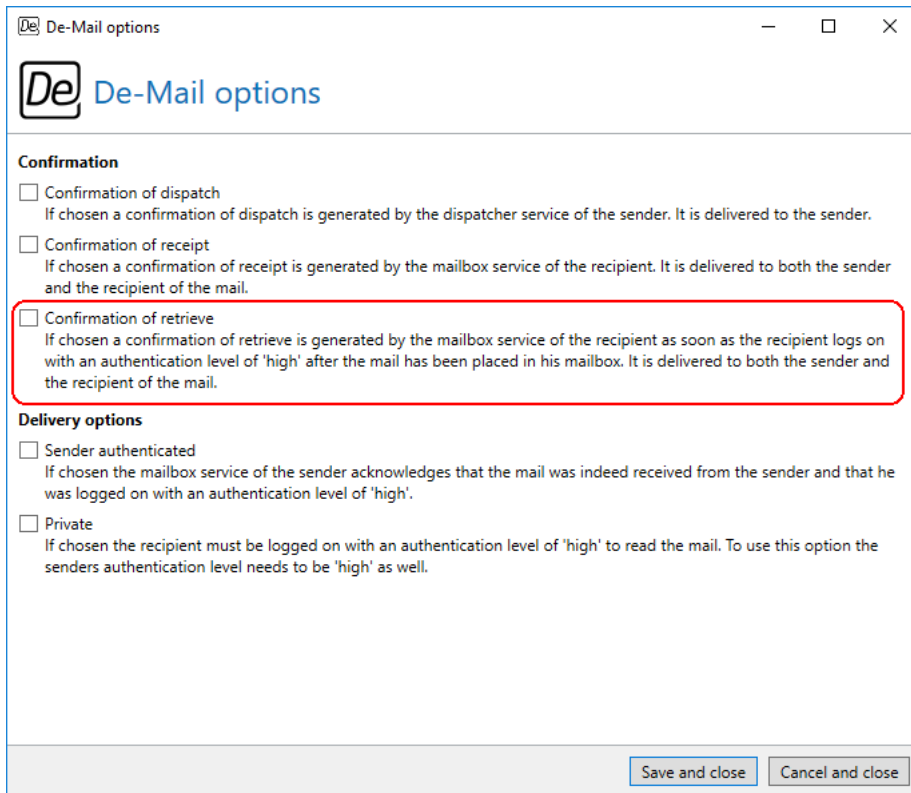 De De-Mail options
De De-Mail options
Confirmation
Confirmation of dispatch
If chosen a confirmation of dispatch is generated by the dispatcher service of the sender. It is delivered to the sender.
Confirmation of receipt
If chosen a confirmation of receipt is generated by the mailbox service of the recipient. It is delivered to both the sender
and the recipient of the mail.
Confirmation of retrieve
If chosen a confirmation of retrieve is generated by the mailbox service of the recipient as soon as the recipient logs on
with an authentication level of 'high' after the mail has been placed in his mailbox. It is delivered to both the sender and
the recipient of the mail.
Delivery options
Sender authenticated
If chosen the mailbox service of the sender acknowledges that the mail was indeed received from the sender and that he
was logged on with an authentication level of 'high'.
Private
If chosen the recipient must be logged on with an authentication level of 'high' to read the mail. To use this option the
senders authentication level needs to be 'high' as well.
Save and close Cancel and close